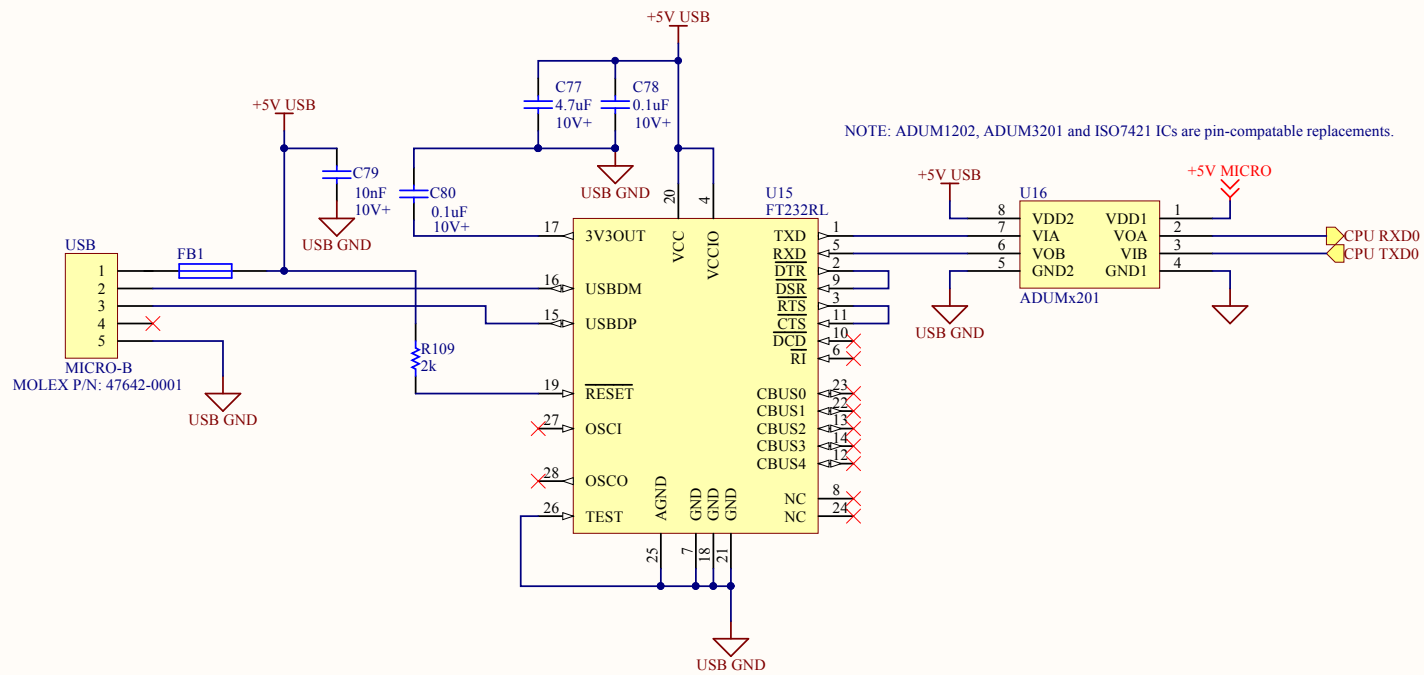 +5V USB
C77
4.7uF
10V+
C78
0.1uF
10V+
+5V USB
C79
10nF
10V+
USB GND
C80
0.1uF
10V+
USB GND
NOTE: ADUM1202, ADUM3201 and ISO7421 ICs are pin-compatable replacements.
USB
1
2
3
4
5
MICRO-B
MOLEX P/N: 47642-0001
FB1
USB GND
R109
2k
U15
FT232RL
20
VCC
4
VCCIO
17 3V3OUT
16 USBDM
15 USBDP
19 RESET
27 OSCI
28 OSCO
26 TEST
TXD 1
RXD 5
DTR 2
DSR 9
RTS 3
CTS 11
DCD 10
RI 6
CBUS0 23
CBUS1 22
CBUS2 13
CBUS3 14
CBUS4 12
NC 8
NC 24
AGND
GND
GND
GND
25
7
18
21
USB GND
+5V USB
U16
+5V MICRO
8 VDD2 VDD1 1
7 VIA VOA 2
6 VOB VIB 3
5 GND2 GND1 4
ADUMx201
USB GND
CPU RXD0
CPU TXD0